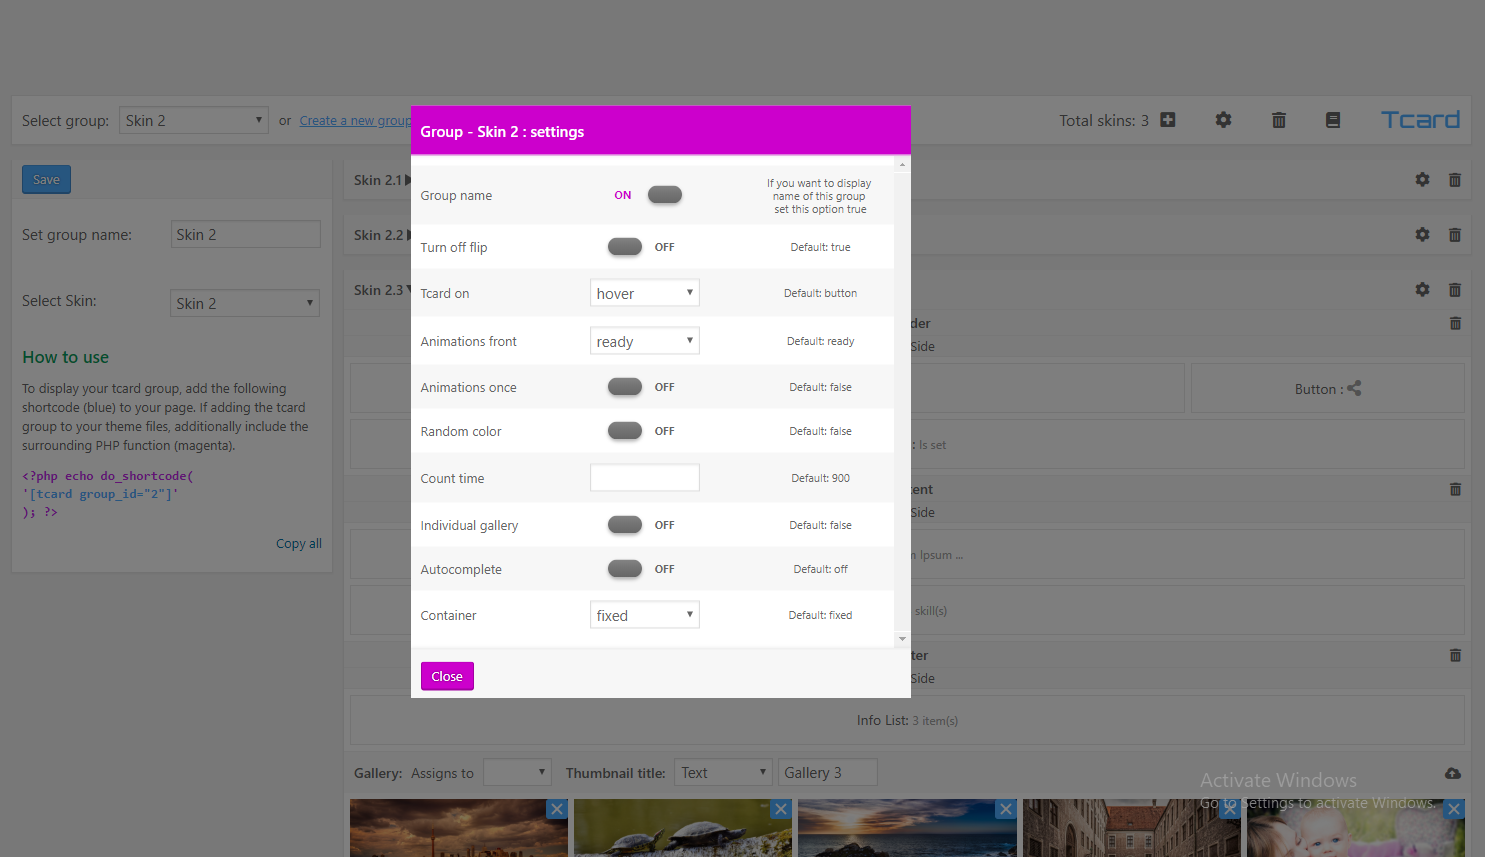 Select group: Skin 2 or Create a new group
Total skins: 3
Tcard
Save
Set group name: Skin 2
Select Skin: Skin 2
How to use
To display your tcard group, add the following
shortcode (blue) to your page. If adding the tcard
group to your theme files, additionally include the
surrounding PHP function (magenta).
<?php echo do_shortcode(
'[tcard group_id="2"]'
); ?>
Copy all
Skin 2.1
Skin 2.2
Skin 2.3
Group - Skin 2 : settings
Group name ON If you want to display
name of this group
set this option true
Turn off flip OFF Default: true
Tcard on hover Default: button
Animations front ready Default: ready
Animations once OFF Default: false
Random color OFF Default: false
Count time Default: 900
Individual gallery OFF Default: false
Autocomplete OFF Default: off
Container fixed Default: fixed
Close
der
Side
Button :
: Is set
tent
Side
Ipsum ...
skill(s)
ter
Side
Info List: 3 item(s)
Gallery: Assigns to Thumbnail title: Text Gallery 3
Activate Windows
Go to Settings to activate Windows.